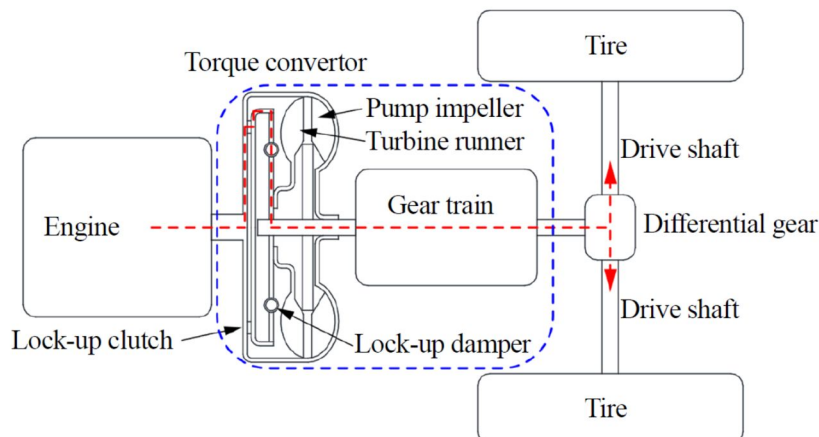 Tire
Torque convertor
Pump impeller
Turbine runner
Drive shaft
Engine
Gear train
Differential gear
Drive shaft
Lock-up clutch
Lock-up damper
Tire